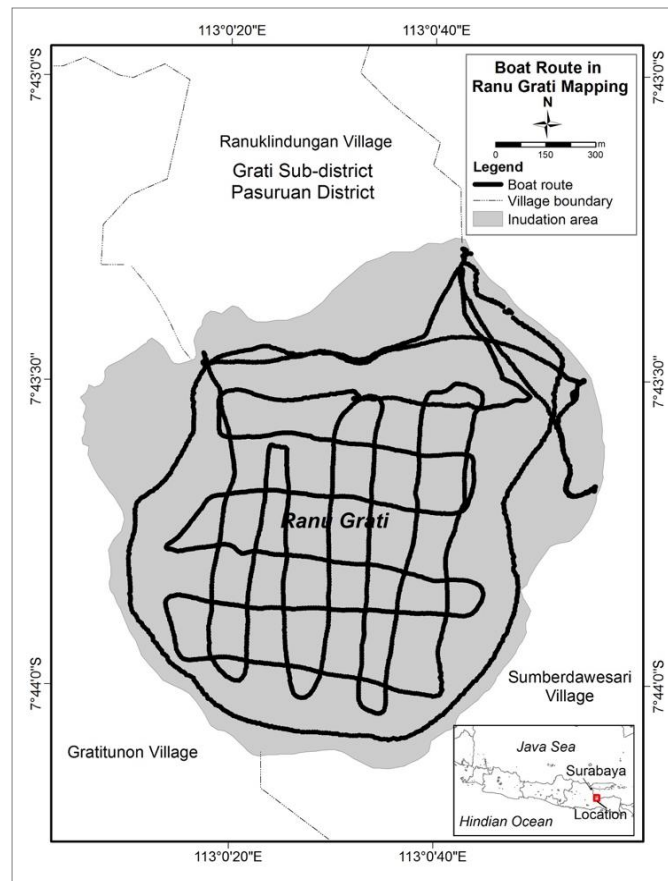 113°0'20"E
113°0'40"E
7°43'0"S
7°43'0"S
Boat Route in
Ranu Grati Mapping
N
0 150 300
m
Legend
Boat route
Village boundary
Inudation area
Ranuklindungan Village
Grati Sub-district
Pasuruan District
7°43'30"
7°43'30"
Ranu Grati
7°44'0"S
7°44'0"S
Sumberdawesari
Village
Gratitunon Village
Java Sea
Surabaya
Location
Hindian Ocean
113°0'20"E
113°0'40"E